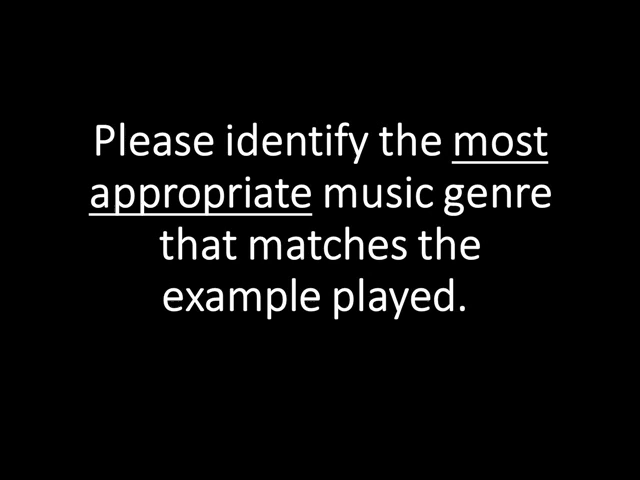 Please identify the most
appropriate music genre
that matches the
example played.